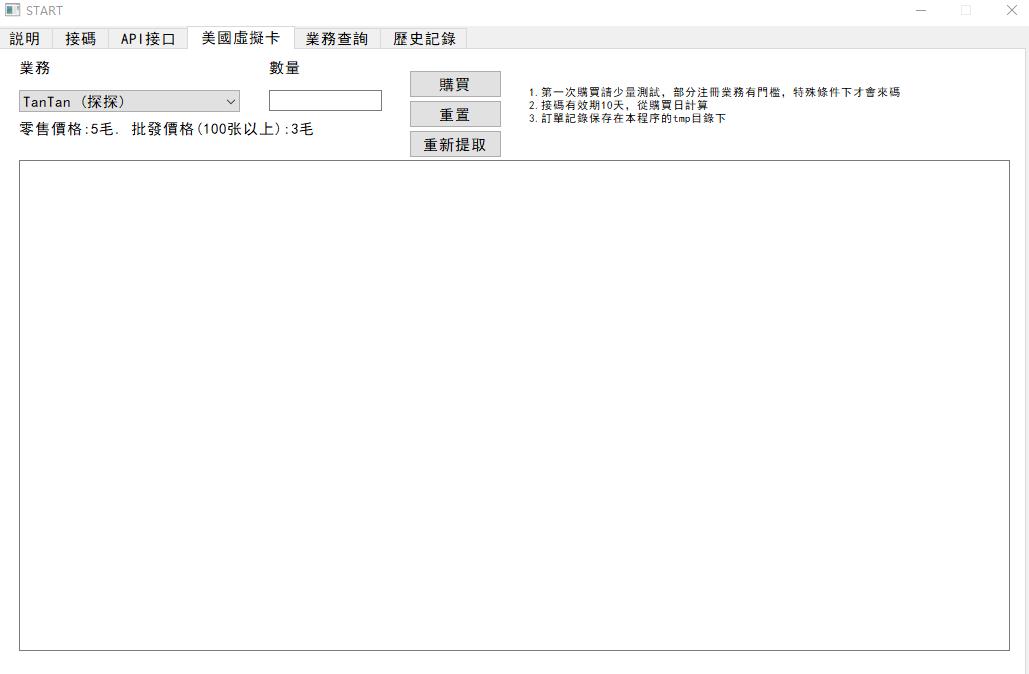 START
説明 接碼 API接口 美國虛擬卡 業務查詢 歷史記錄
業務 數量
TanTan (探探)
零售價格:5毛. 批發價格(100张以上):3毛
購買
重置
重新提取
1.第一次購買請少量測試, 部分注冊業務有門檻, 特殊條件下才會來碼
2.接碼有效期10天, 從購買日計算
3.訂單記錄保存在本程序的tmp目錄下